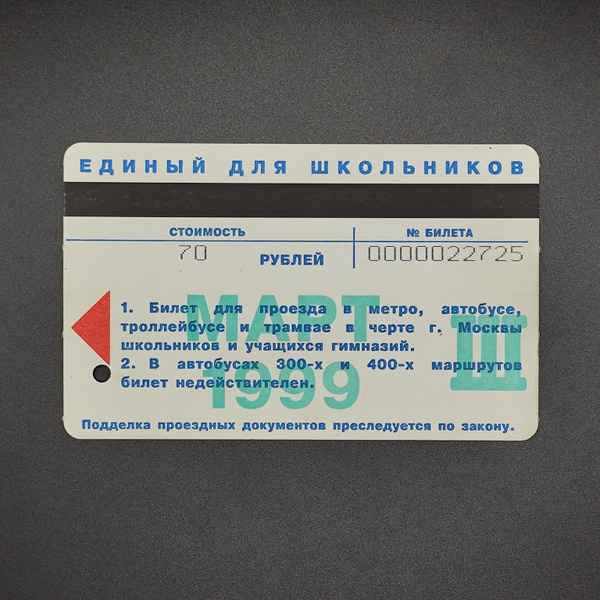 ЕДИНЫЙ ДЛЯ ШКОЛЬНИКОВ
СТОИМОСТЬ
№ БИЛЕТА
70
РУБЛЕЙ
0000022725
МАРТ
1999
III
1. Билет для проезда в метро, автобусе,
троллейбусе и трамвае в черте г. Москвы
школьников и учащихся гимназий.
2. В автобусах 300-х и 400-х маршрутов
билет недействителен.
Подделка проездных документов преследуется по закону.